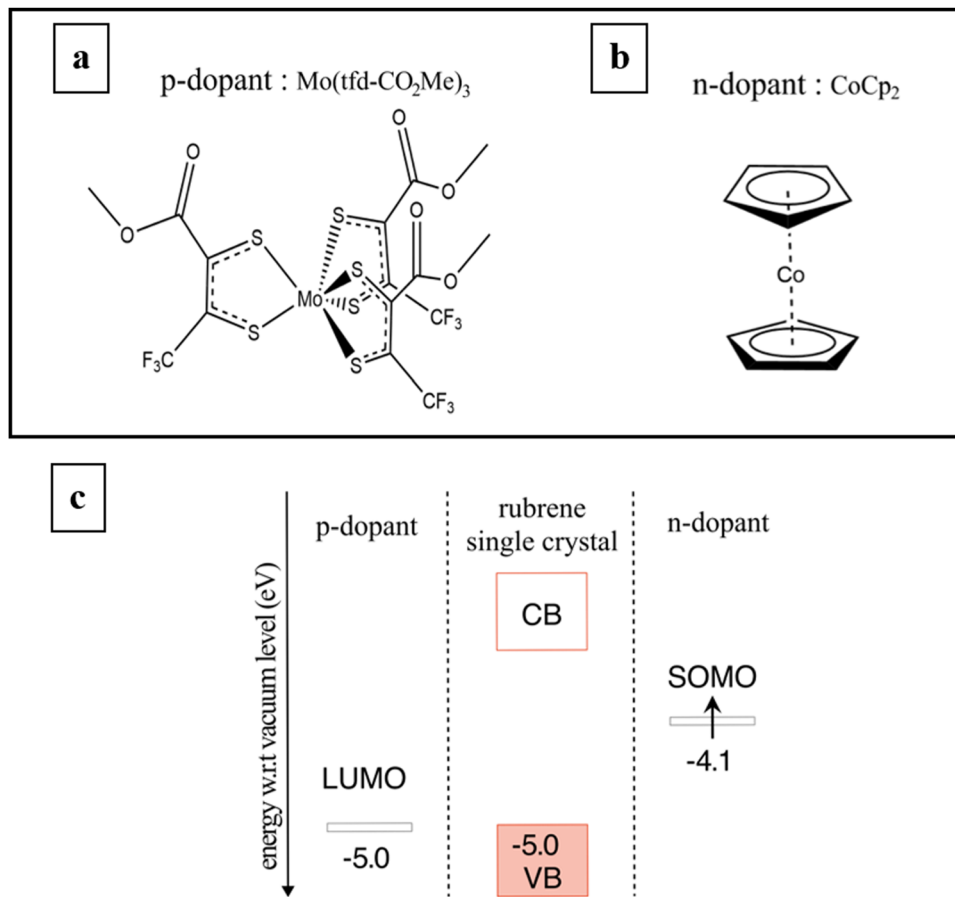 a
p-dopant : Mo(tfd-CO₂Me)₃
O
O
O
O
O
O
S
S
S
S
S
S
Mo
F₃C
CF₃
CF₃
b
n-dopant : CoCp₂
Co
c
energy w.r.t vacuum level (eV)
p-dopant
LUMO
-5.0
rubrene
single crystal
CB
-5.0
VB
n-dopant
SOMO
-4.1